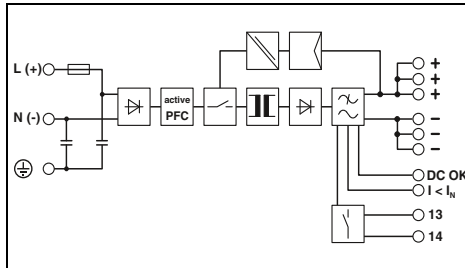 L (+)
+
+
active
PFC
+
N (-)
–
–
–
DC OK
I < IN
13
14